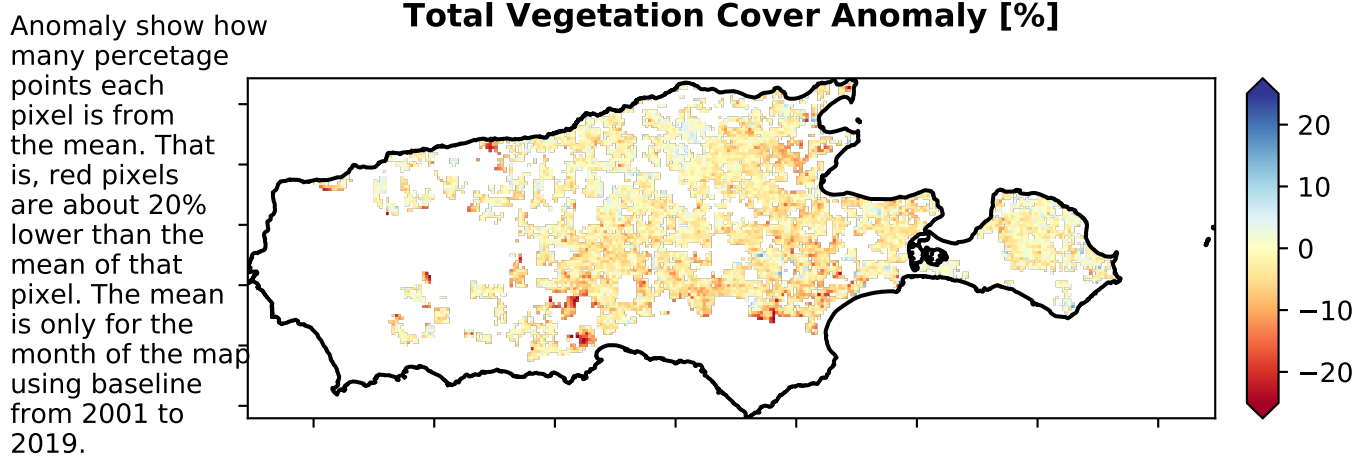 Total Vegetation Cover Anomaly [%]
Anomaly show how
many percetage
points each
pixel is from
the mean. That
is, red pixels
are about 20%
lower than the
mean of that
pixel. The mean
is only for the
month of the map
using baseline
from 2001 to
2019.
20
10
0
−10
−20